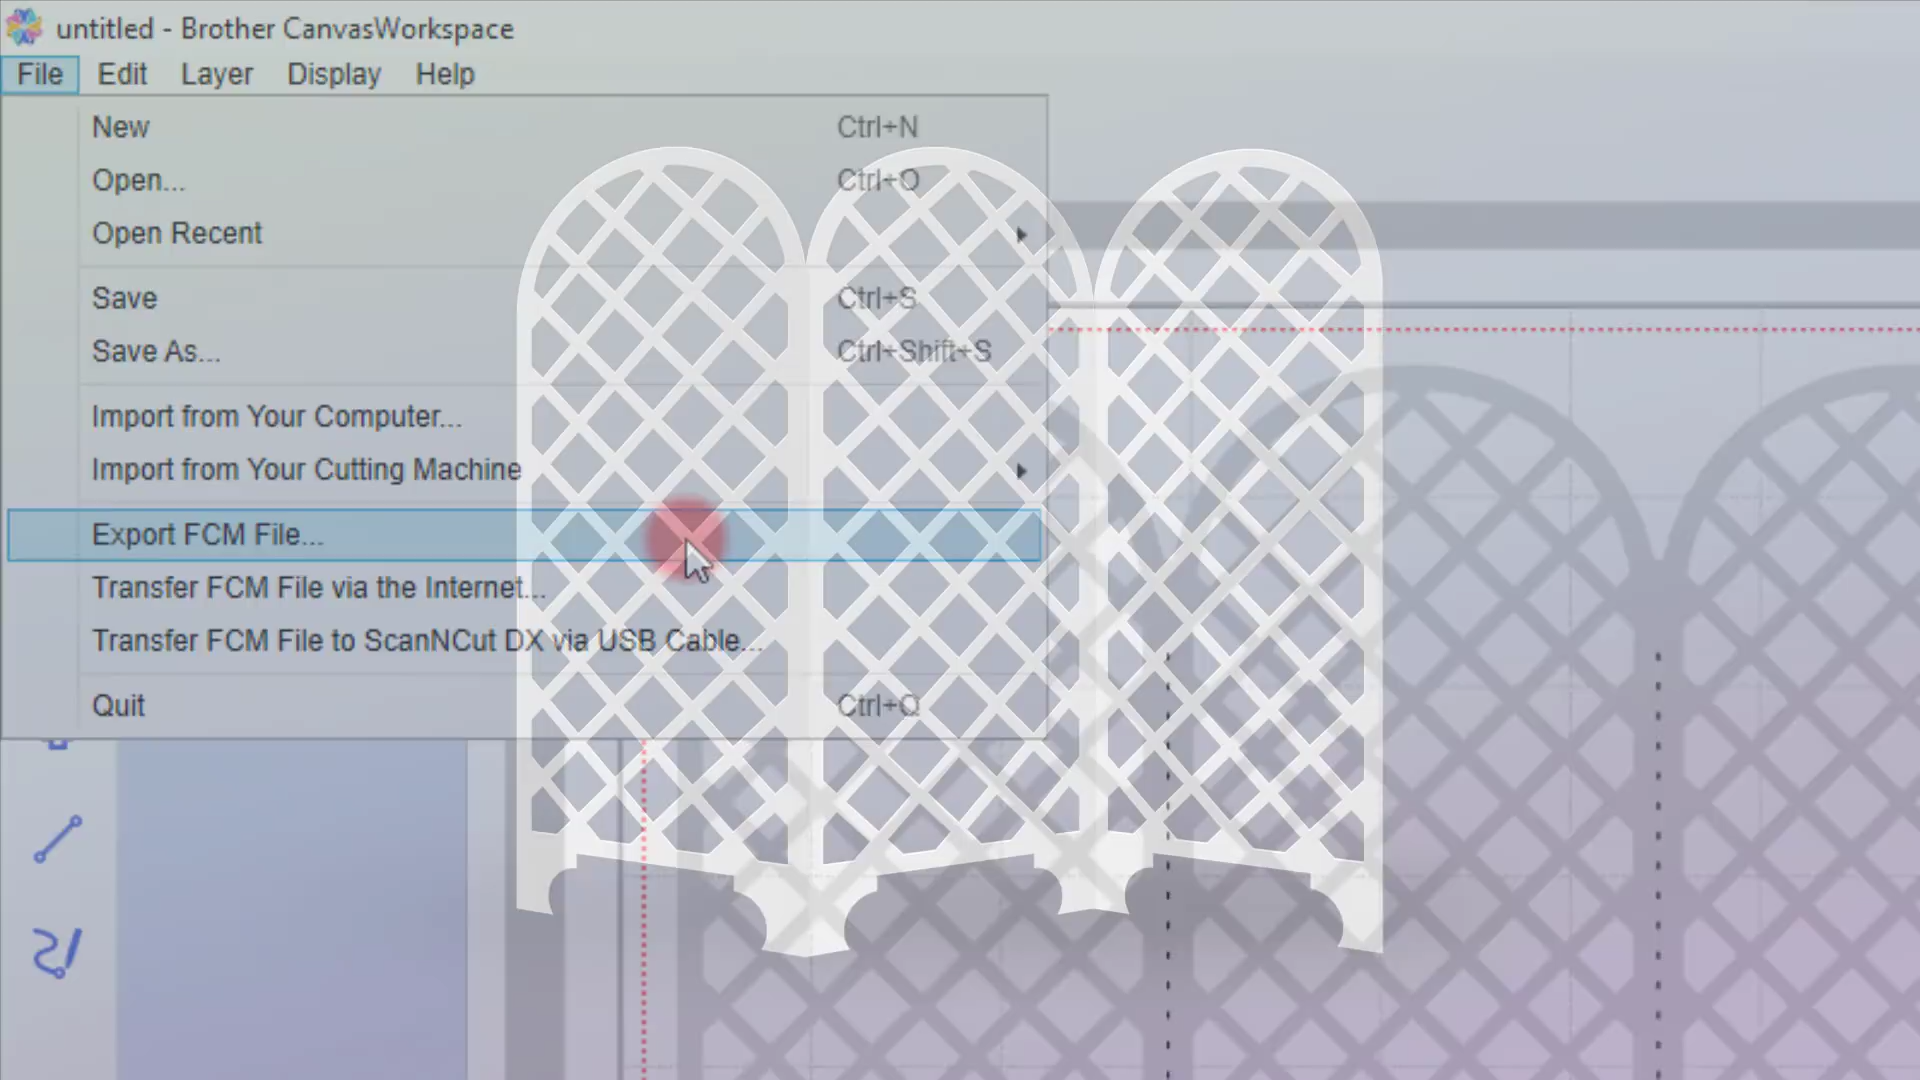 untitled - Brother CanvasWorkspace
File Edit Layer Display Help
New Ctrl+N
Open... Ctrl+O
Open Recent
Save Ctrl+S
Save As... Ctrl+Shift+S
Import from Your Computer...
Import from Your Cutting Machine
Export FCM File...
Transfer FCM File via the Internet...
Transfer FCM File to ScanNCut DX via USB Cable...
Quit Ctrl+Q